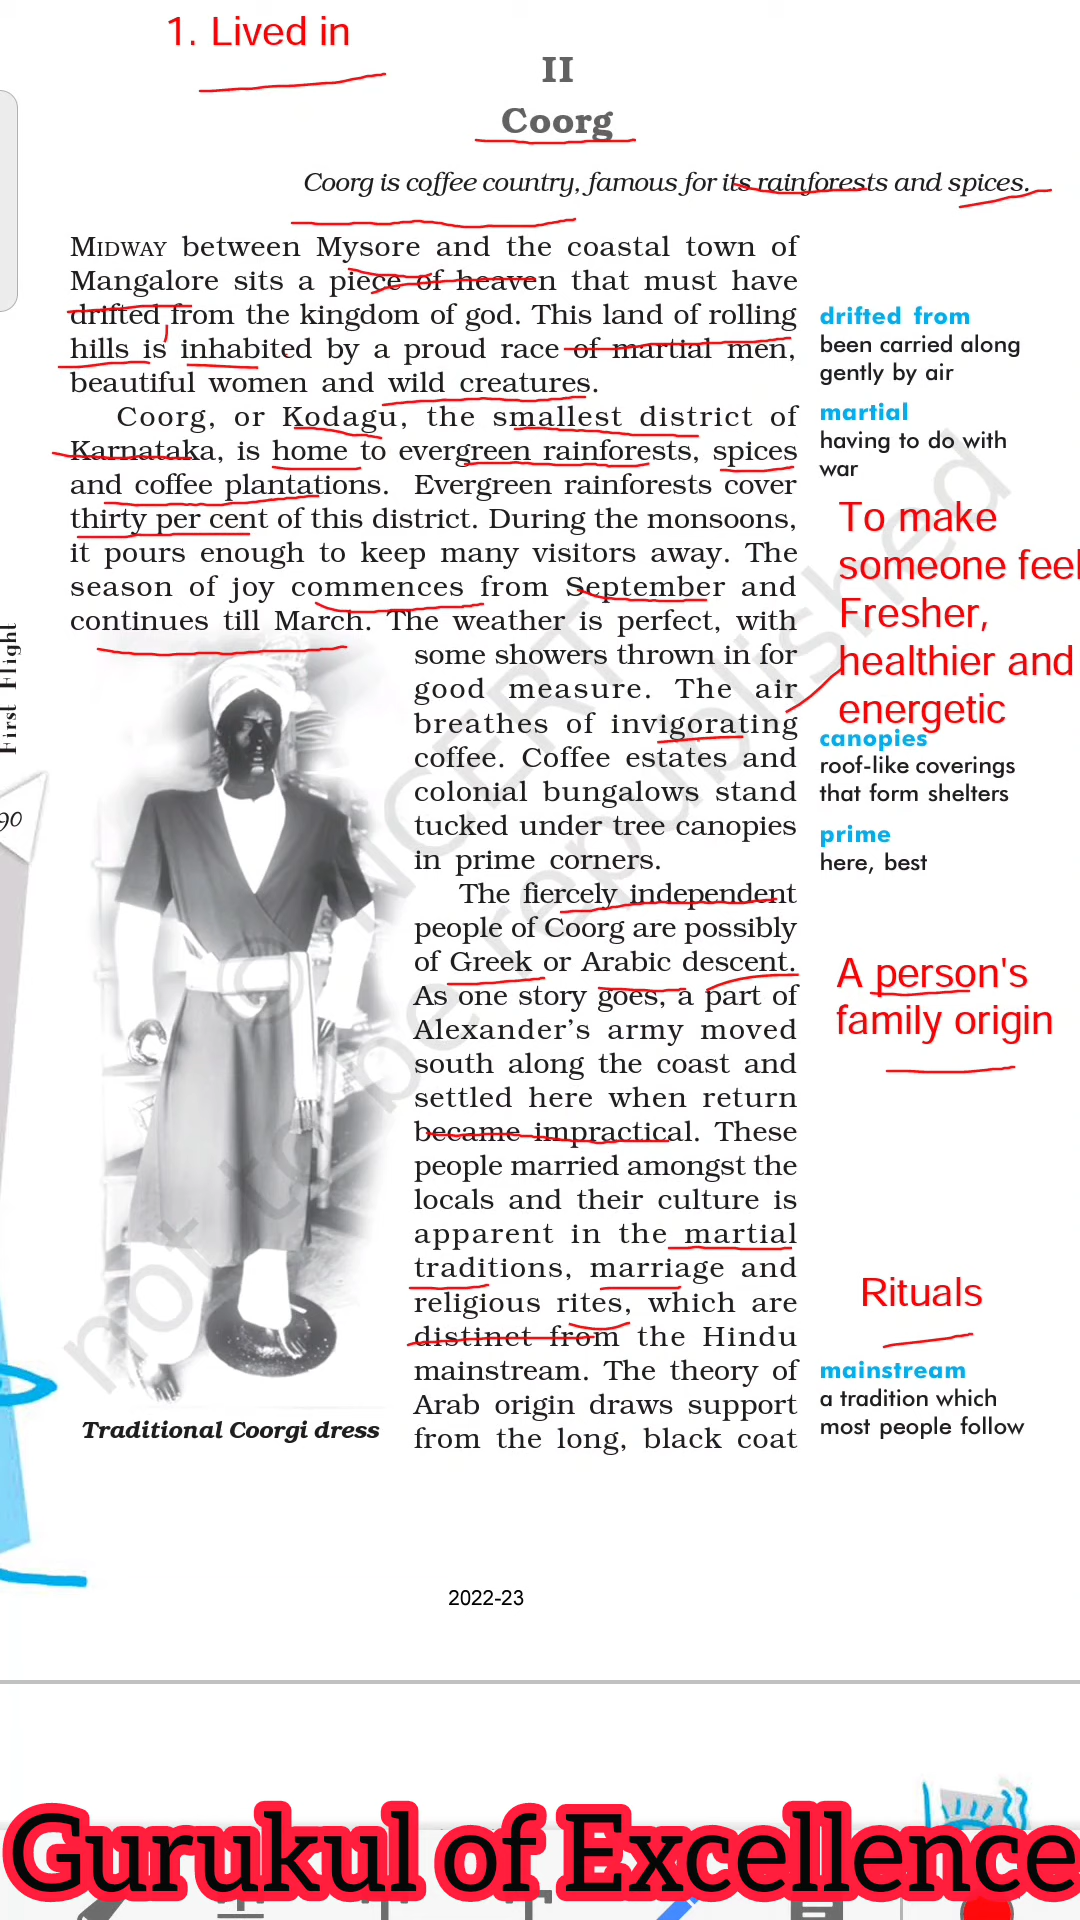 1. Lived in
II
Coorg
Coorg is coffee country, famous for its rainforests and spices.
MIDWAY between Mysore and the coastal town of
Mangalore sits a piece of heaven that must have
drifted from the kingdom of god. This land of rolling
hills is inhabited by a proud race of martial men,
beautiful women and wild creatures.
Coorg, or Kodagu, the smallest district of
Karnataka, is home to evergreen rainforests, spices
and coffee plantations. Evergreen rainforests cover
thirty per cent of this district. During the monsoons,
it pours enough to keep many visitors away. The
season of joy commences from September and
continues till March. The weather is perfect, with
some showers thrown in for
good measure. The air
breathes of invigorating
coffee. Coffee estates and
colonial bungalows stand
tucked under tree canopies
in prime corners.
The fiercely independent
people of Coorg are possibly
of Greek or Arabic descent.
As one story goes, a part of
Alexander's army moved
south along the coast and
settled here when return
became impractical. These
people married amongst the
locals and their culture is
apparent in the martial
traditions, marriage and
religious rites, which are
distinct from the Hindu
mainstream. The theory of
Arab origin draws support
from the long, black coat
drifted from
been carried along
gently by air
martial
having to do with
war
To make
someone feel
Fresher,
healthier and
energetic
canopies
roof-like coverings
that form shelters
prime
here, best
A person's
family origin
Rituals
mainstream
a tradition which
most people follow
Traditional Coorgi dress
First Flight
90
© NCERT
not to be republished
2022-23
Gurukul of Excellence